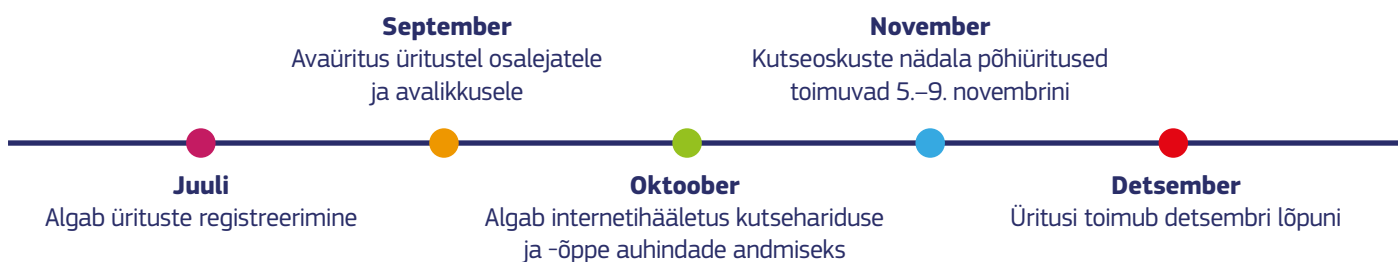 September
Avaüritus üritustel osalejatele
ja avalikkusele
November
Kutseoskuste nädala põhiüritused
toimuvad 5.–9. novembrini
Juuli
Algab ürituste registreerimine
Oktoober
Algab internetihääletus kutsehariduse
ja -õppe auhindade andmiseks
Detsember
Üritusi toimub detsembri lõpuni